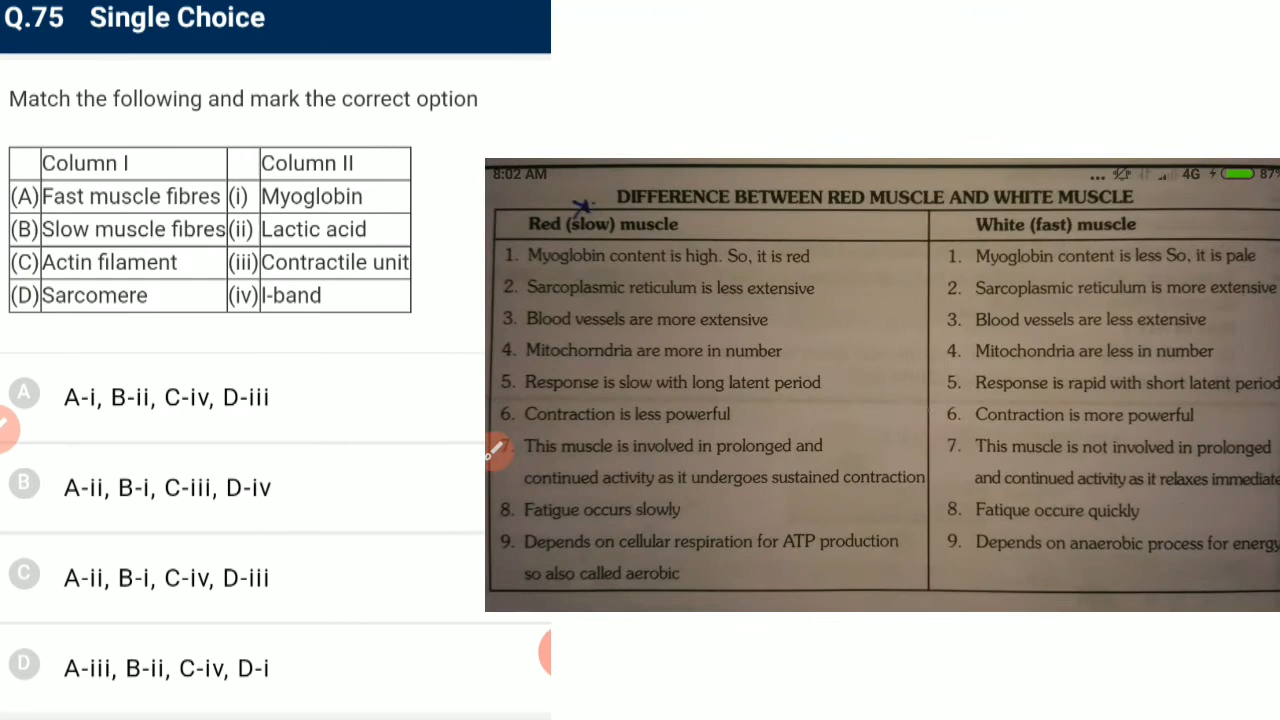 Q.75 Single Choice
Match the following and mark the correct option
Column I Column II
(A) Fast muscle fibres (i) Myoglobin
(B) Slow muscle fibres (ii) Lactic acid
(C) Actin filament (iii) Contractile unit
(D) Sarcomere (iv) I-band
A A-i, B-ii, C-iv, D-iii
B A-ii, B-i, C-iii, D-iv
C A-ii, B-i, C-iv, D-iii
D A-iii, B-ii, C-iv, D-i
8:02 AM ... 4G 87%
DIFFERENCE BETWEEN RED MUSCLE AND WHITE MUSCLE
Red (slow) muscle
1. Myoglobin content is high. So, it is red
2. Sarcoplasmic reticulum is less extensive
3. Blood vessels are more extensive
4. Mitochorndria are more in number
5. Response is slow with long latent period
6. Contraction is less powerful
7. This muscle is involved in prolonged and
continued activity as it undergoes sustained contraction
8. Fatigue occurs slowly
9. Depends on cellular respiration for ATP production
so also called aerobic
White (fast) muscle
1. Myoglobin content is less So, it is pale
2. Sarcoplasmic reticulum is more extensive
3. Blood vessels are less extensive
4. Mitochondria are less in number
5. Response is rapid with short latent period
6. Contraction is more powerful
7. This muscle is not involved in prolonged
and continued activity as it relaxes immediate
8. Fatique occure quickly
9. Depends on anaerobic process for energy